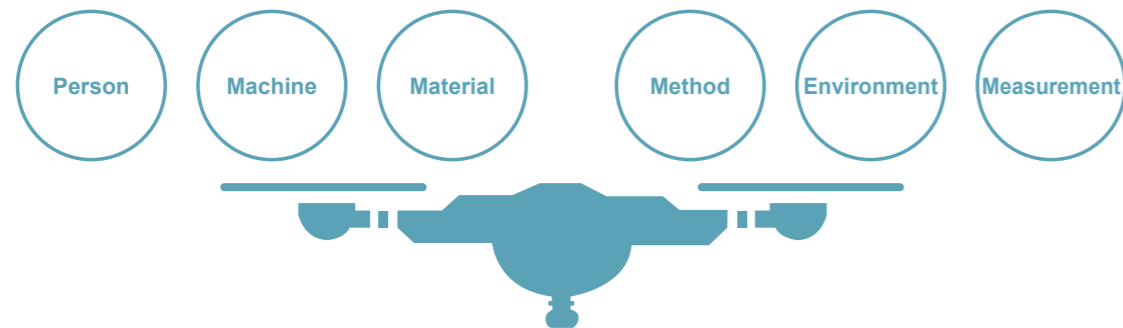 Person
Machine
Material
Method
Environment
Measurement